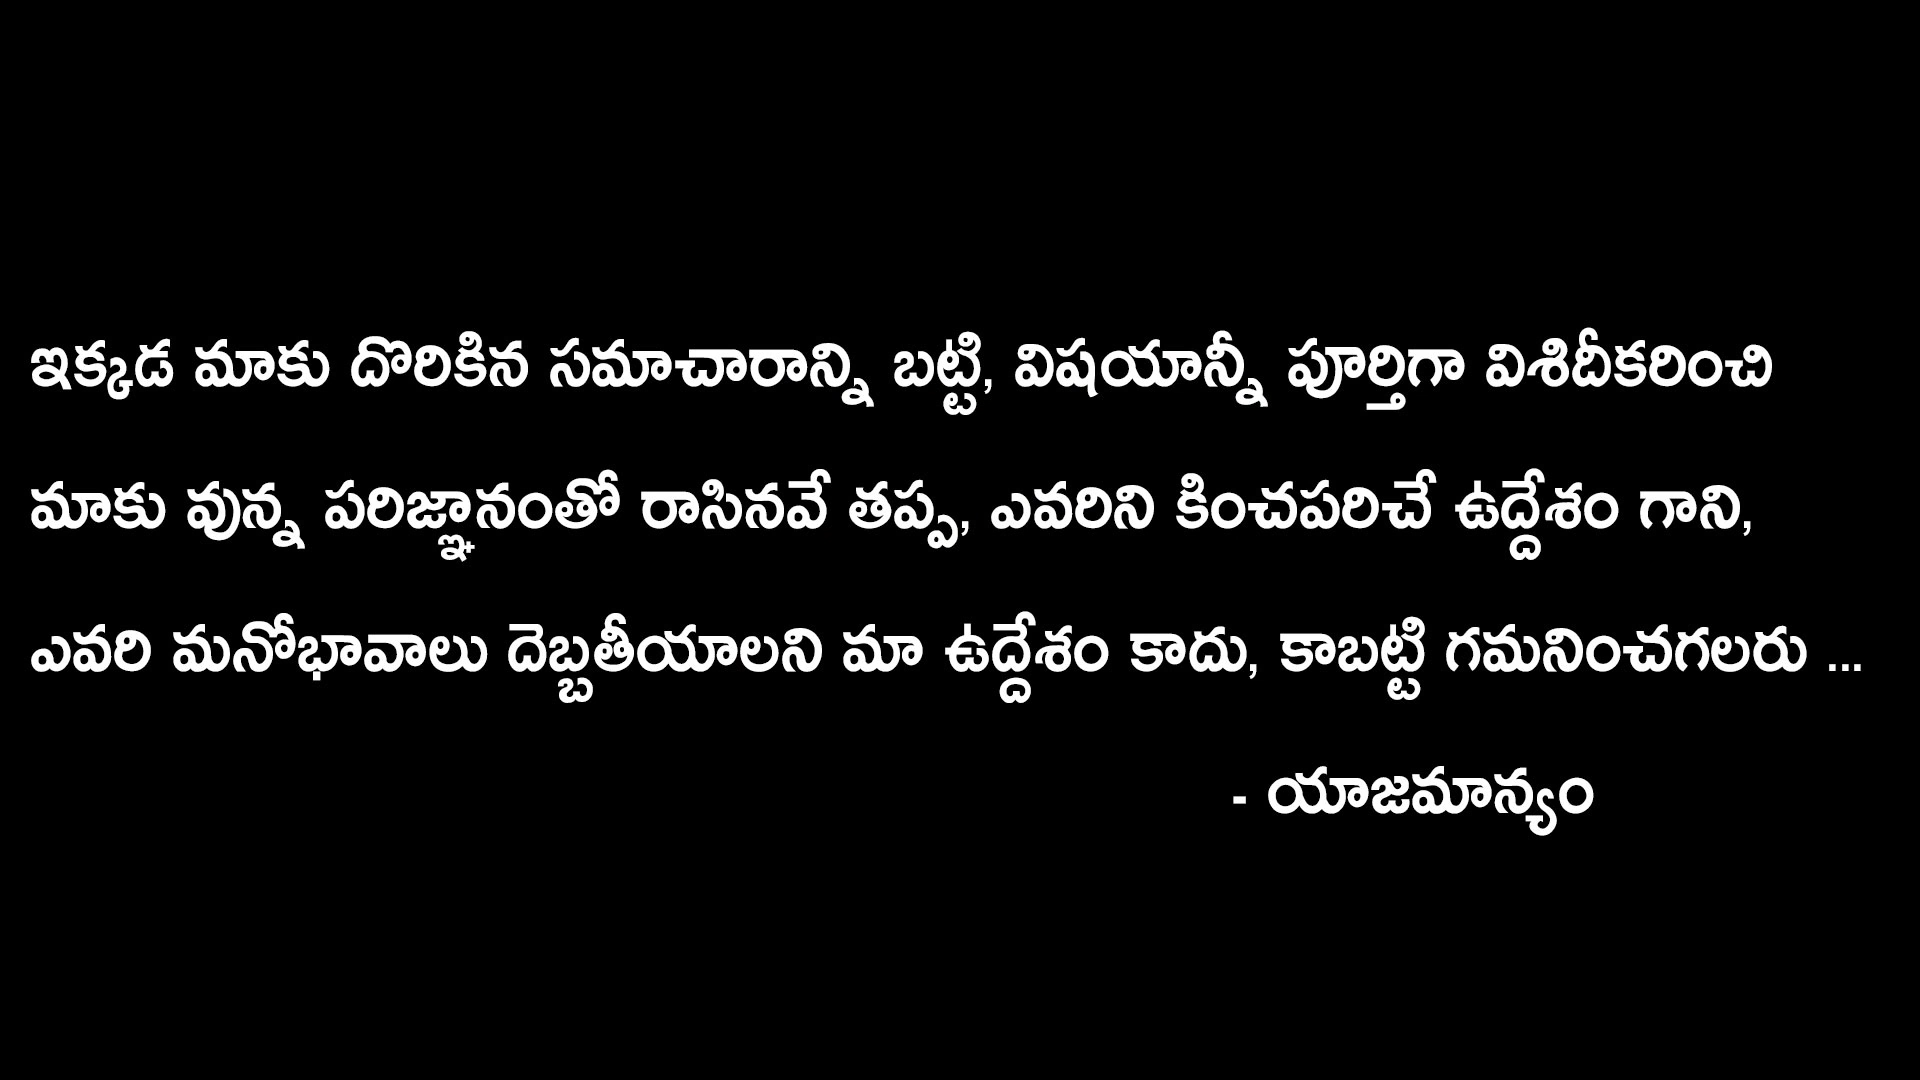 ఇక్కడ మాకు దొరికిన సమాచారాన్ని బట్టి, విషయాన్నీ పూర్తిగా విశిదీకరించి
మాకు వున్న పరిజ్ఞానంతో రాసినవే తప్ప, ఎవరిని కించపరిచే ఉద్దేశం గాని,
ఎవరి మనోభావాలు దెబ్బతీయాలని మా ఉద్దేశం కాదు, కాబట్టి గమనించగలరు ...
- యాజమాన్యం